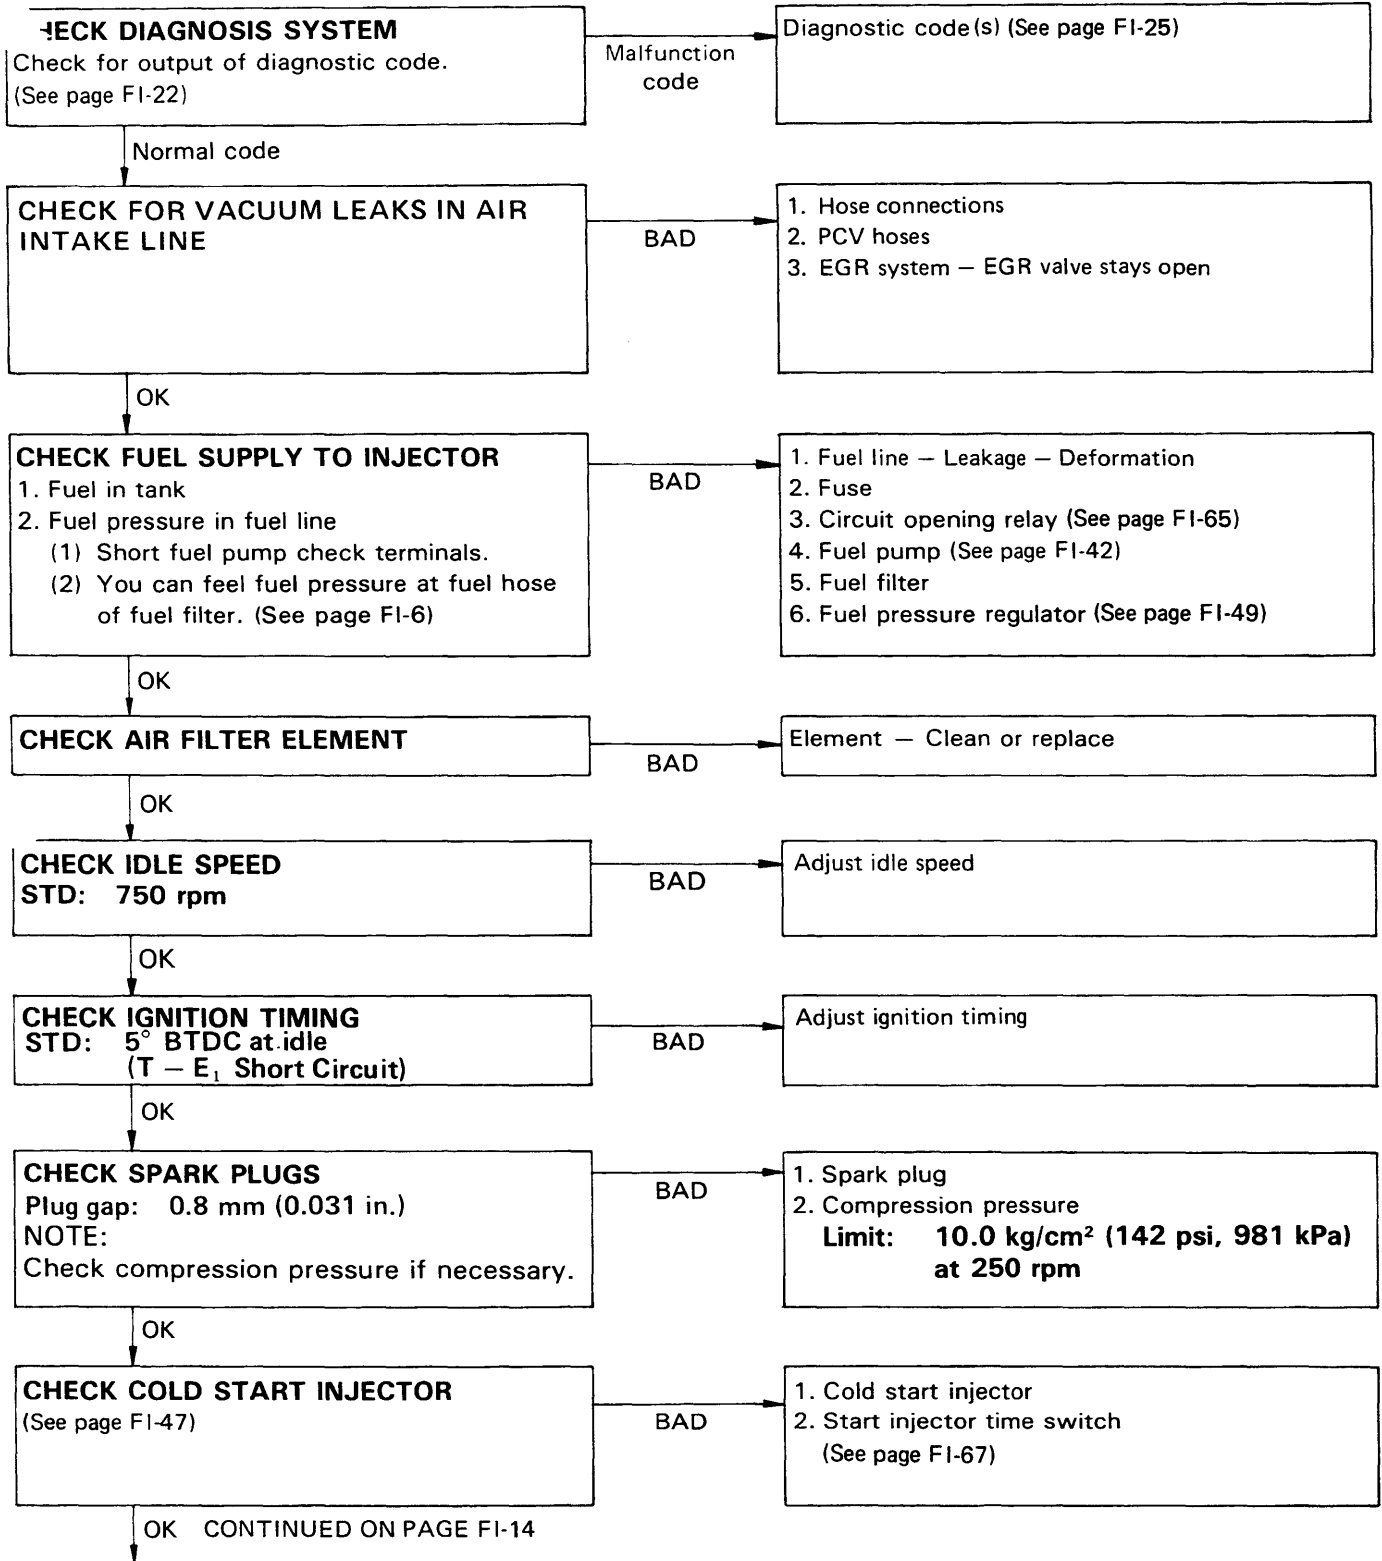 HECK DIAGNOSIS SYSTEM
Check for output of diagnostic code.
(See page FI-22)
Malfunction
code
Diagnostic code(s) (See page FI-25)
Normal code
CHECK FOR VACUUM LEAKS IN AIR
INTAKE LINE
BAD
1. Hose connections
2. PCV hoses
3. EGR system — EGR valve stays open
OK
CHECK FUEL SUPPLY TO INJECTOR
1. Fuel in tank
2. Fuel pressure in fuel line
(1) Short fuel pump check terminals.
(2) You can feel fuel pressure at fuel hose
of fuel filter. (See page FI-6)
BAD
1. Fuel line — Leakage — Deformation
2. Fuse
3. Circuit opening relay (See page FI-65)
4. Fuel pump (See page FI-42)
5. Fuel filter
6. Fuel pressure regulator (See page FI-49)
OK
CHECK AIR FILTER ELEMENT
BAD
Element — Clean or replace
OK
CHECK IDLE SPEED
STD: 750 rpm
BAD
Adjust idle speed
OK
CHECK IGNITION TIMING
STD: 5° BTDC at idle
(T — E₁ Short Circuit)
BAD
Adjust ignition timing
OK
CHECK SPARK PLUGS
Plug gap: 0.8 mm (0.031 in.)
NOTE:
Check compression pressure if necessary.
BAD
1. Spark plug
2. Compression pressure
Limit: 10.0 kg/cm² (142 psi, 981 kPa)
at 250 rpm
OK
CHECK COLD START INJECTOR
(See page FI-47)
BAD
1. Cold start injector
2. Start injector time switch
(See page FI-67)
OK CONTINUED ON PAGE FI-14